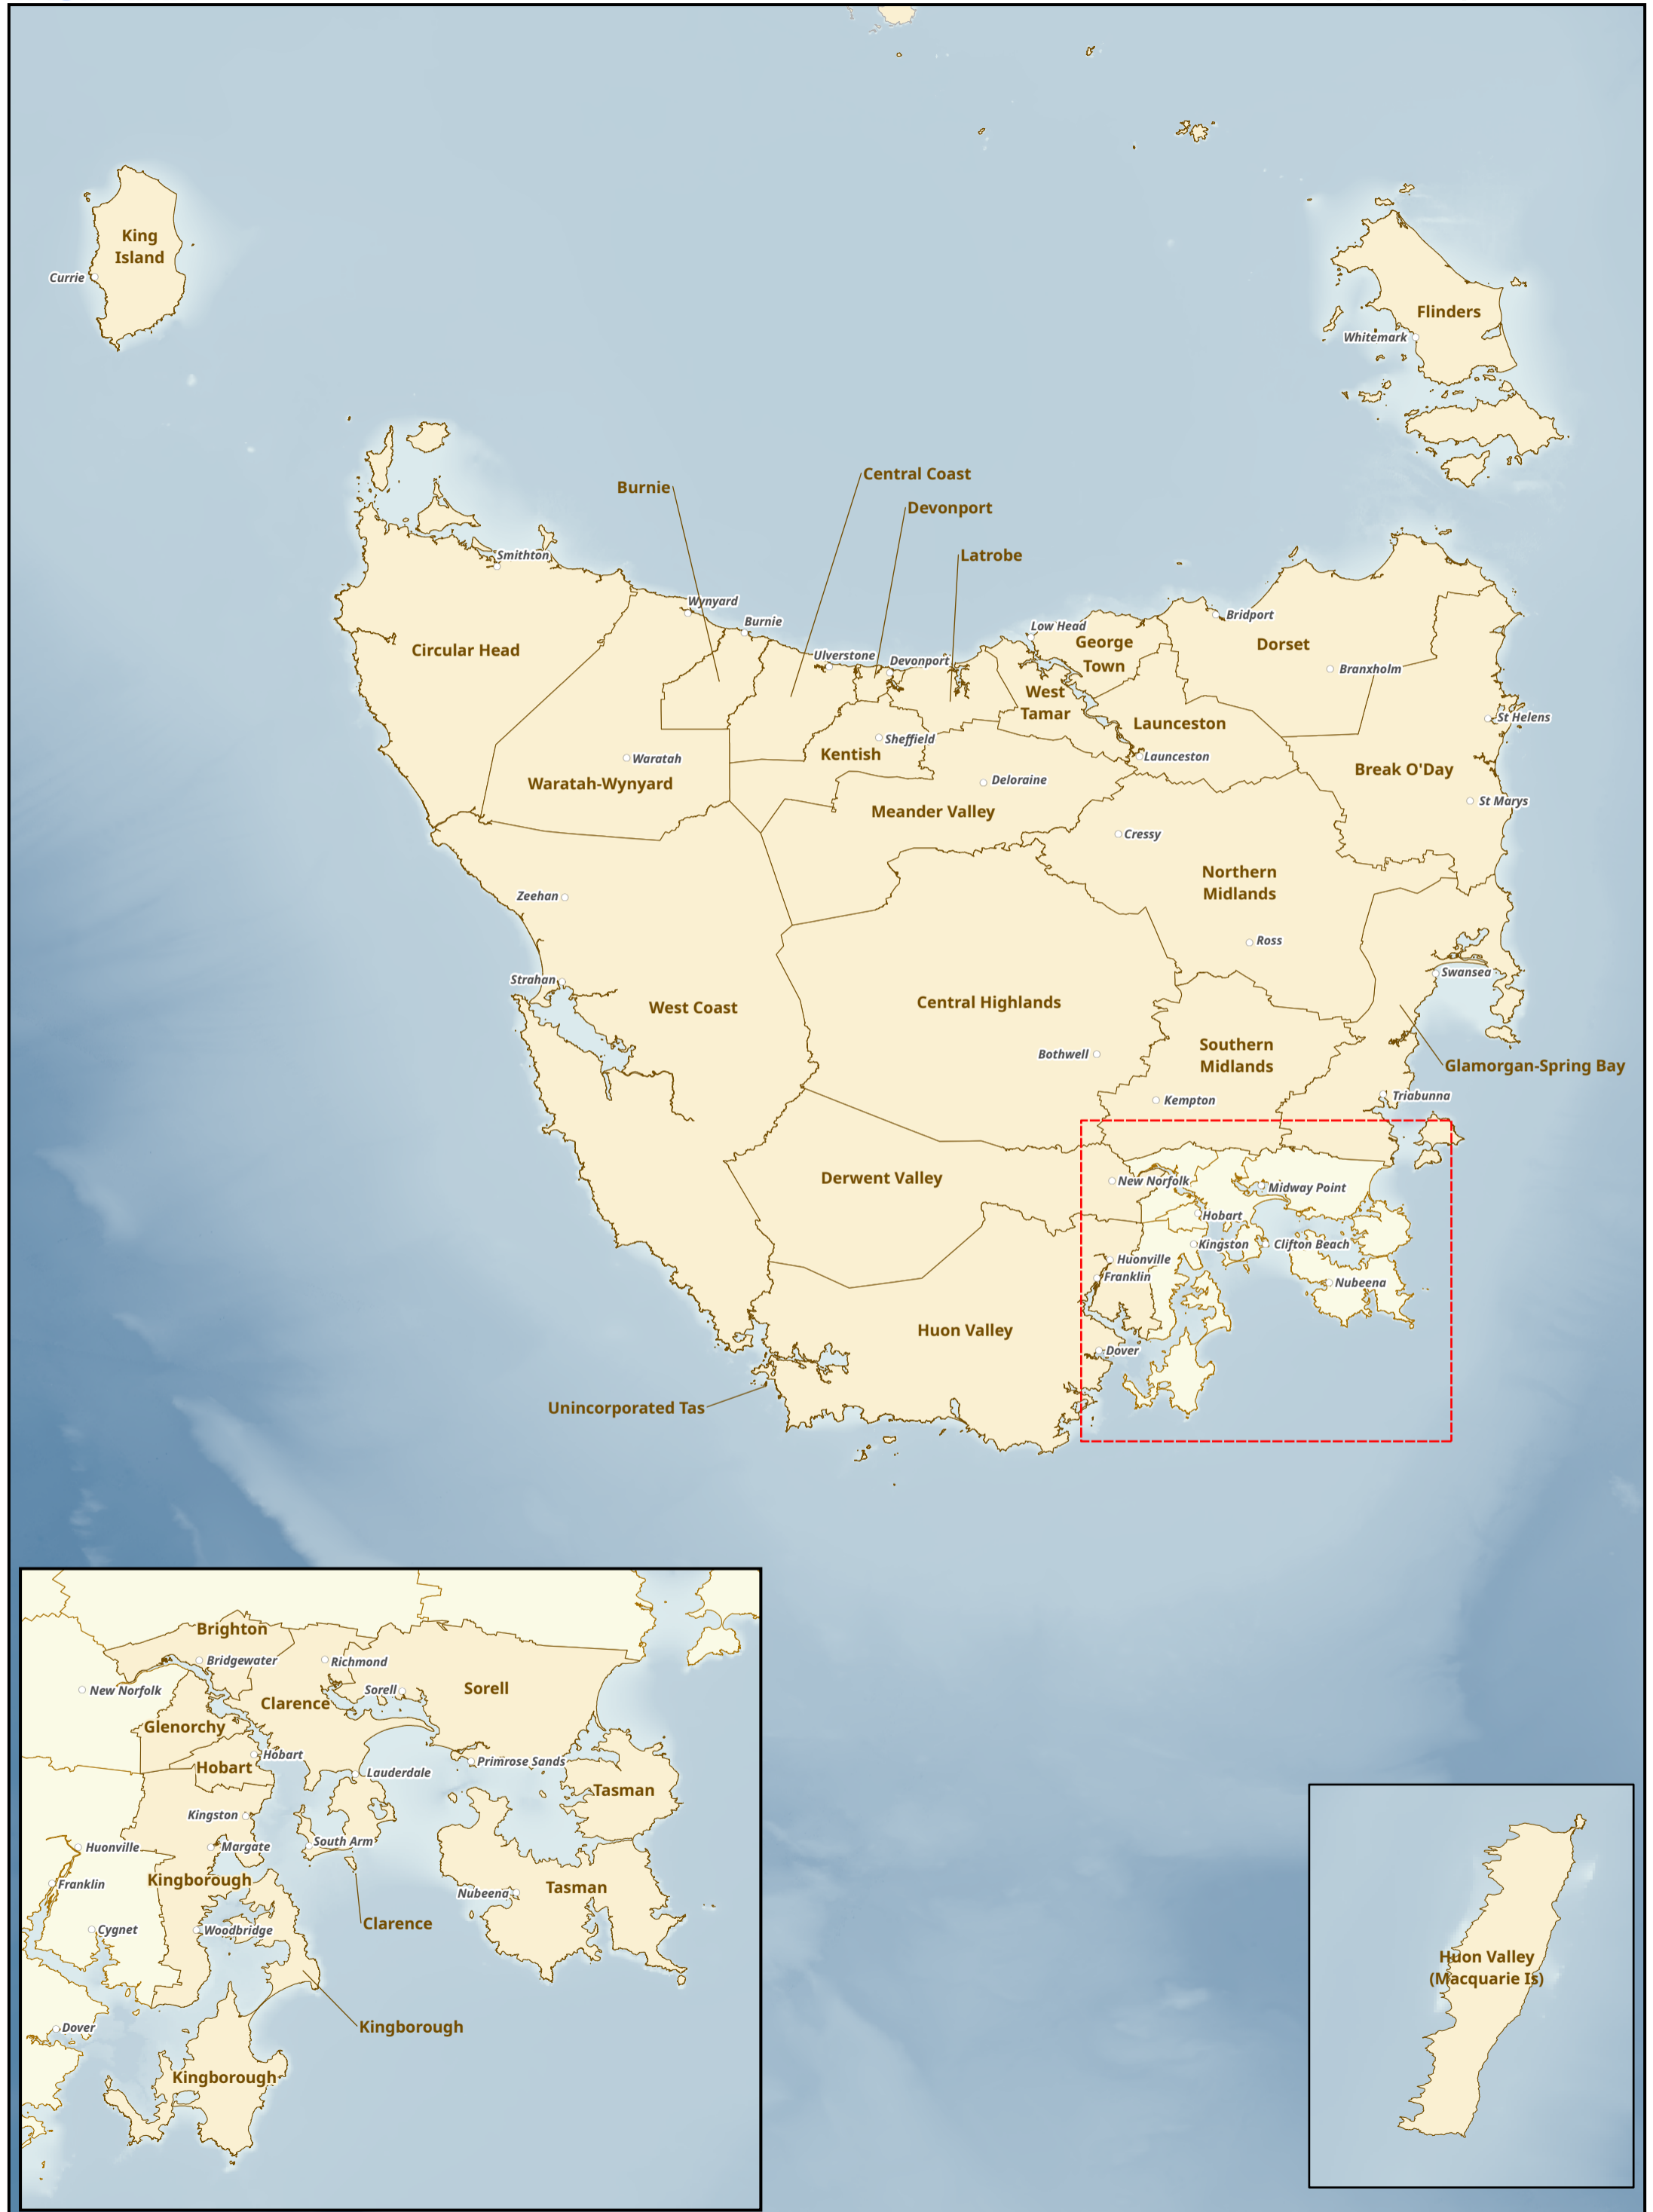 King
Island
Currie
Flinders
Whitemark
Central Coast
Burnie
Devonport
Latrobe
Smithton
Wynyard
Burnie
Low Head
Bridport
George
Town
Dorset
Circular Head
Ulverstone
Devonport
Branxholm
West
Tamar
St Helens
Launceston
Sheffield
Kentish
Waratah
Launceston
Break O'Day
Deloraine
Waratah-Wynyard
St Marys
Meander Valley
Cressy
Northern
Midlands
Zeehan
Ross
Swansea
Strahan
West Coast
Central Highlands
Southern
Midlands
Bothwell
Glamorgan-Spring Bay
Triabunna
Kempton
Derwent Valley
New Norfolk
Midway Point
Hobart
Kingston
Clifton Beach
Huonville
Franklin
Nubeena
Huon Valley
Dover
Unincorporated Tas
Brighton
Bridgewater
Richmond
New Norfolk
Sorell
Sorell
Clarence
Glenorchy
Hobart
Hobart
Primrose Sands
Lauderdale
Tasman
Kingston
South Arm
Huonville
Margate
Kingborough
Franklin
Tasman
Nubeena
Clarence
Cygnet
Woodbridge
Kingborough
Dover
Kingborough
Huon Valley
(Macquarie Is)